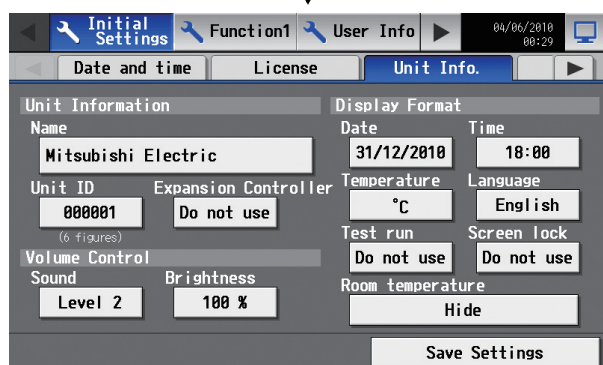 Initial Settings
Function1
User Info
04/06/2010
00:29
Date and time
License
Unit Info.
Unit Information
Name
Mitsubishi Electric
Unit ID
Expansion Controller
000001
Do not use
(6 figures)
Volume Control
Sound
Brightness
Level 2
100 %
Display Format
Date
Time
31/12/2010
18:00
Temperature
Language
°C
English
Test run
Screen lock
Do not use
Do not use
Room temperature
Hide
Save Settings